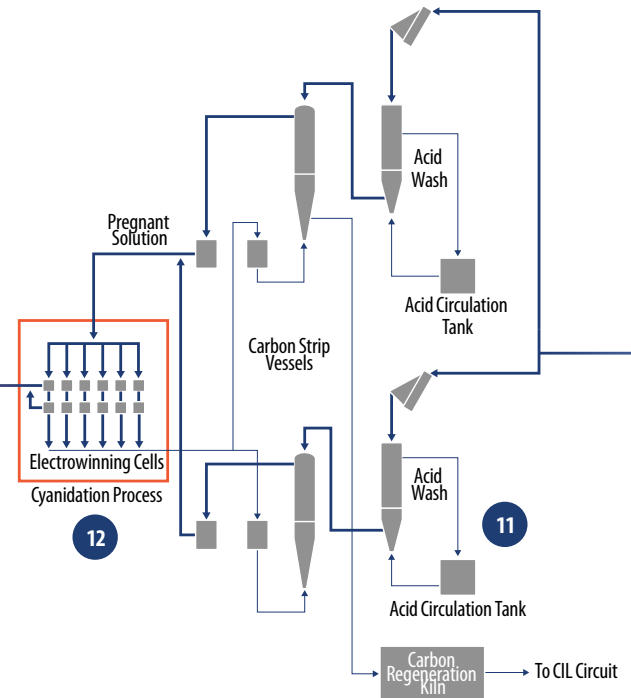 Acid
Wash
Pregnant
Solution
Acid Circulation
Tank
Carbon Strip
Vessels
Electrowinning Cells
Cyanidation Process
12
Acid
Wash
11
Acid Circulation Tank
Carbon
Regeneration
Kiln
To CIL Circuit